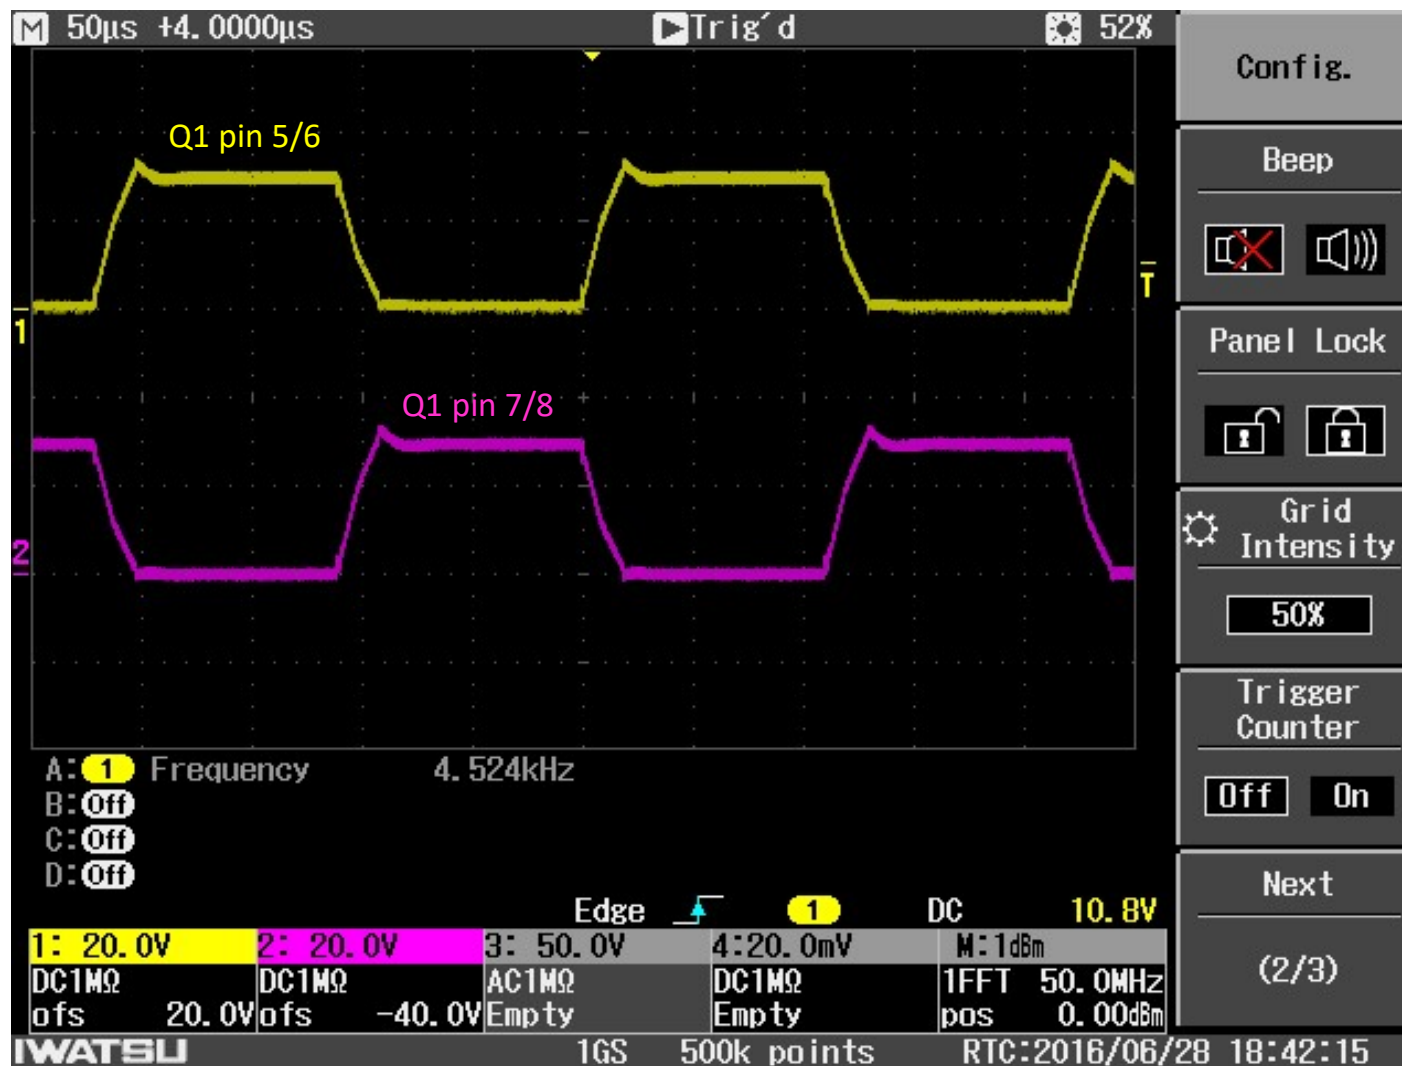 M 50µs +4.0000µs Trig´d 52%
Config.
Q1 pin 5/6
Beep
T
1
Panel Lock
Q1 pin 7/8
2
Grid
Intensity
50%
Trigger
Counter
Off On
A: 1 Frequency 4.524kHz
B: Off
C: Off
D: Off
Next
(2/3)
Edge 1 DC 10.8V
1: 20.0V 2: 20.0V 3: 50.0V 4:20.0mV M:1dBm
DC1MΩ DC1MΩ AC1MΩ DC1MΩ 1FFT 50.0MHz
ofs 20.0V ofs -40.0V Empty Empty pos 0.00dBm
IWATSU 1GS 500k points RTC:2016/06/28 18:42:15